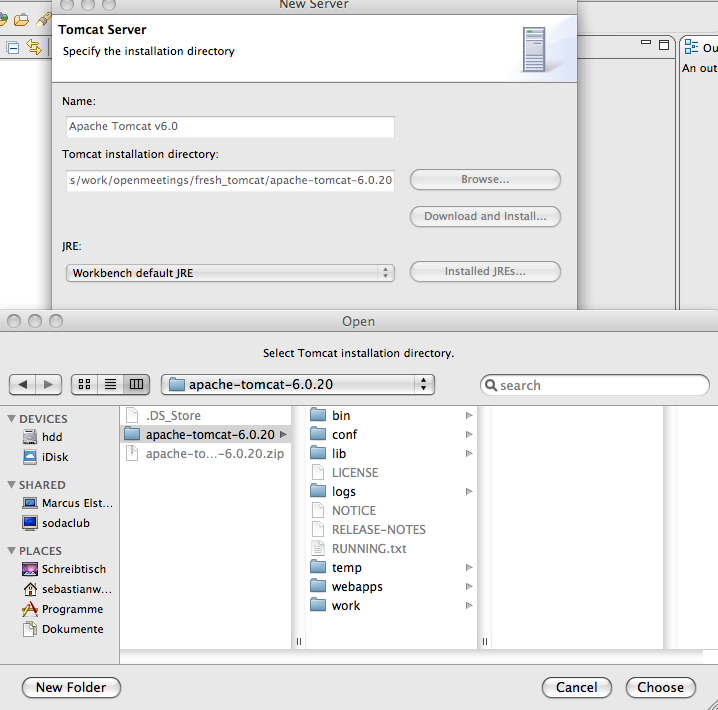 New Server
Tomcat Server
Specify the installation directory
Ou
An out
Name:
Apache Tomcat v6.0
Tomcat installation directory:
s/work/openmeetings/fresh_tomcat/apache-tomcat-6.0.20
Browse...
Download and Install...
JRE:
Workbench default JRE
Installed JREs...
Open
Select Tomcat installation directory.
apache-tomcat-6.0.20
search
DEVICES
hdd
iDisk
SHARED
Marcus Elst...
sodaclub
PLACES
Schreibtisch
sebastianw...
Programme
Dokumente
.DS_Store
apache-tomcat-6.0.20
apache-to...-6.0.20.zip
bin
conf
lib
LICENSE
logs
NOTICE
RELEASE-NOTES
RUNNING.txt
temp
webapps
work
New Folder
Cancel
Choose